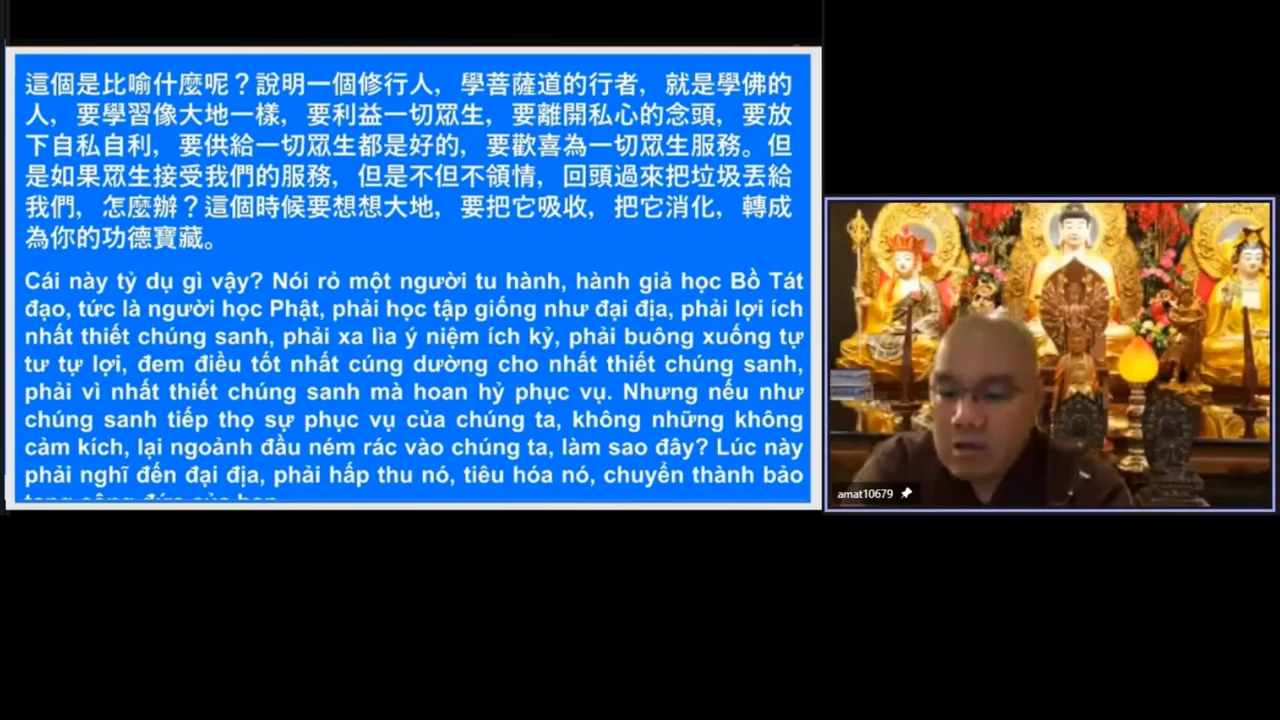 這個是比喻什麼呢？說明一個修行人，學菩薩道的行者，就是學佛的
人，要學習像大地一樣，要利益一切眾生，要離開私心的念頭，要放
下自私自利，要供給一切眾生都是好的，要歡喜為一切眾生服務。但
是如果眾生接受我們的服務，但是不但不領情，回頭過來把垃圾丟給
我們，怎麼辦？這個時候要想想大地，要把它吸收，把它消化，轉成
為你的功德寶藏。
Cái này tỷ dụ gì vậy? Nói rỏ một người tu hành, hành giả học Bồ Tát
đạo, tức là người học Phật, phải học tập giống như đại địa, phải lợi ích
nhất thiết chúng sanh, phải xa lìa ý niệm ích kỷ, phải buông xuống tự
tư tự lợi, đem điều tốt nhất cúng dường cho nhất thiết chúng sanh,
phải vì nhất thiết chúng sanh mà hoan hỷ phục vụ. Nhưng nếu như
chúng sanh tiếp thọ sự phục vụ của chúng ta, không những không
cảm kích, lại ngoảnh đầu ném rác vào chúng ta, làm sao đây? Lúc này
phải nghĩ đến đại địa, phải hấp thu nó, tiêu hóa nó, chuyển thành bảo
amat10679